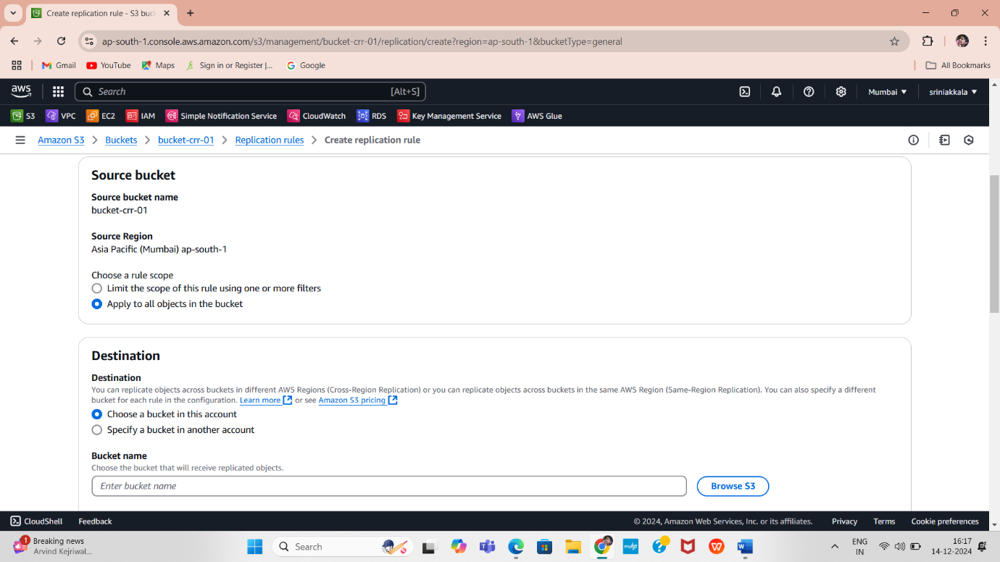 Create replication rule - S3 buc
ap-south-1.console.aws.amazon.com/s3/management/bucket-crr-01/replication/create?region=ap-south-1&bucketType=general
Gmail YouTube Maps Sign in or Register |... Google All Bookmarks
aws Search [Alt+S] Mumbai sriniakkala
S3 VPC EC2 IAM Simple Notification Service CloudWatch RDS Key Management Service AWS Glue
Amazon S3 > Buckets > bucket-crr-01 > Replication rules > Create replication rule
Source bucket
Source bucket name
bucket-crr-01
Source Region
Asia Pacific (Mumbai) ap-south-1
Choose a rule scope
Limit the scope of this rule using one or more filters
Apply to all objects in the bucket
Destination
Destination
You can replicate objects across buckets in different AWS Regions (Cross-Region Replication) or you can replicate objects across buckets in the same AWS Region (Same-Region Replication). You can also specify a different
bucket for each rule in the configuration. Learn more or see Amazon S3 pricing
Choose a bucket in this account
Specify a bucket in another account
Bucket name
Choose the bucket that will receive replicated objects.
Enter bucket name Browse S3
CloudShell Feedback © 2024, Amazon Web Services, Inc. or its affiliates. Privacy Terms Cookie preferences
1 Breaking news
Arvind Kejriwal...
Search
ENG
IN
16:17
14-12-2024